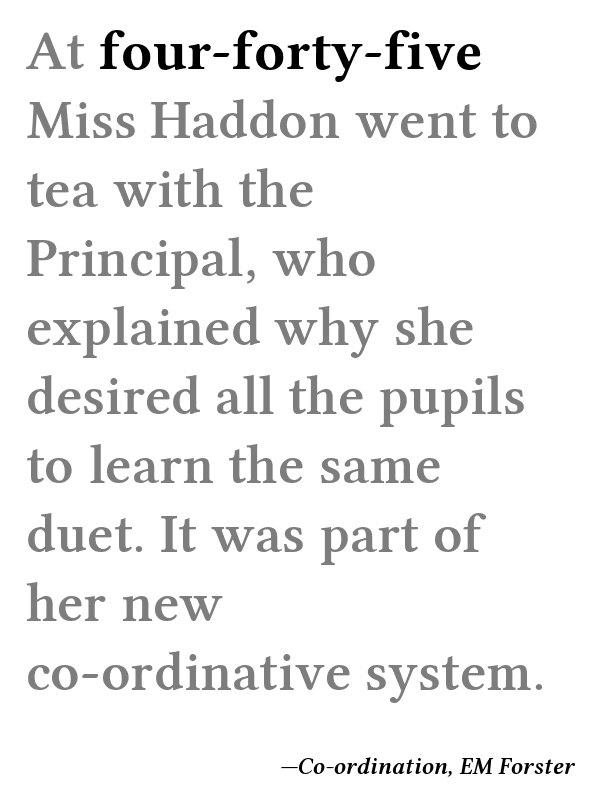 At four-forty-five
Miss Haddon went to
tea with the
Principal, who
explained why she
desired all the pupils
to learn the same
duet. It was part of
her new
co-ordinative system.
—Co-ordination, EM Forster